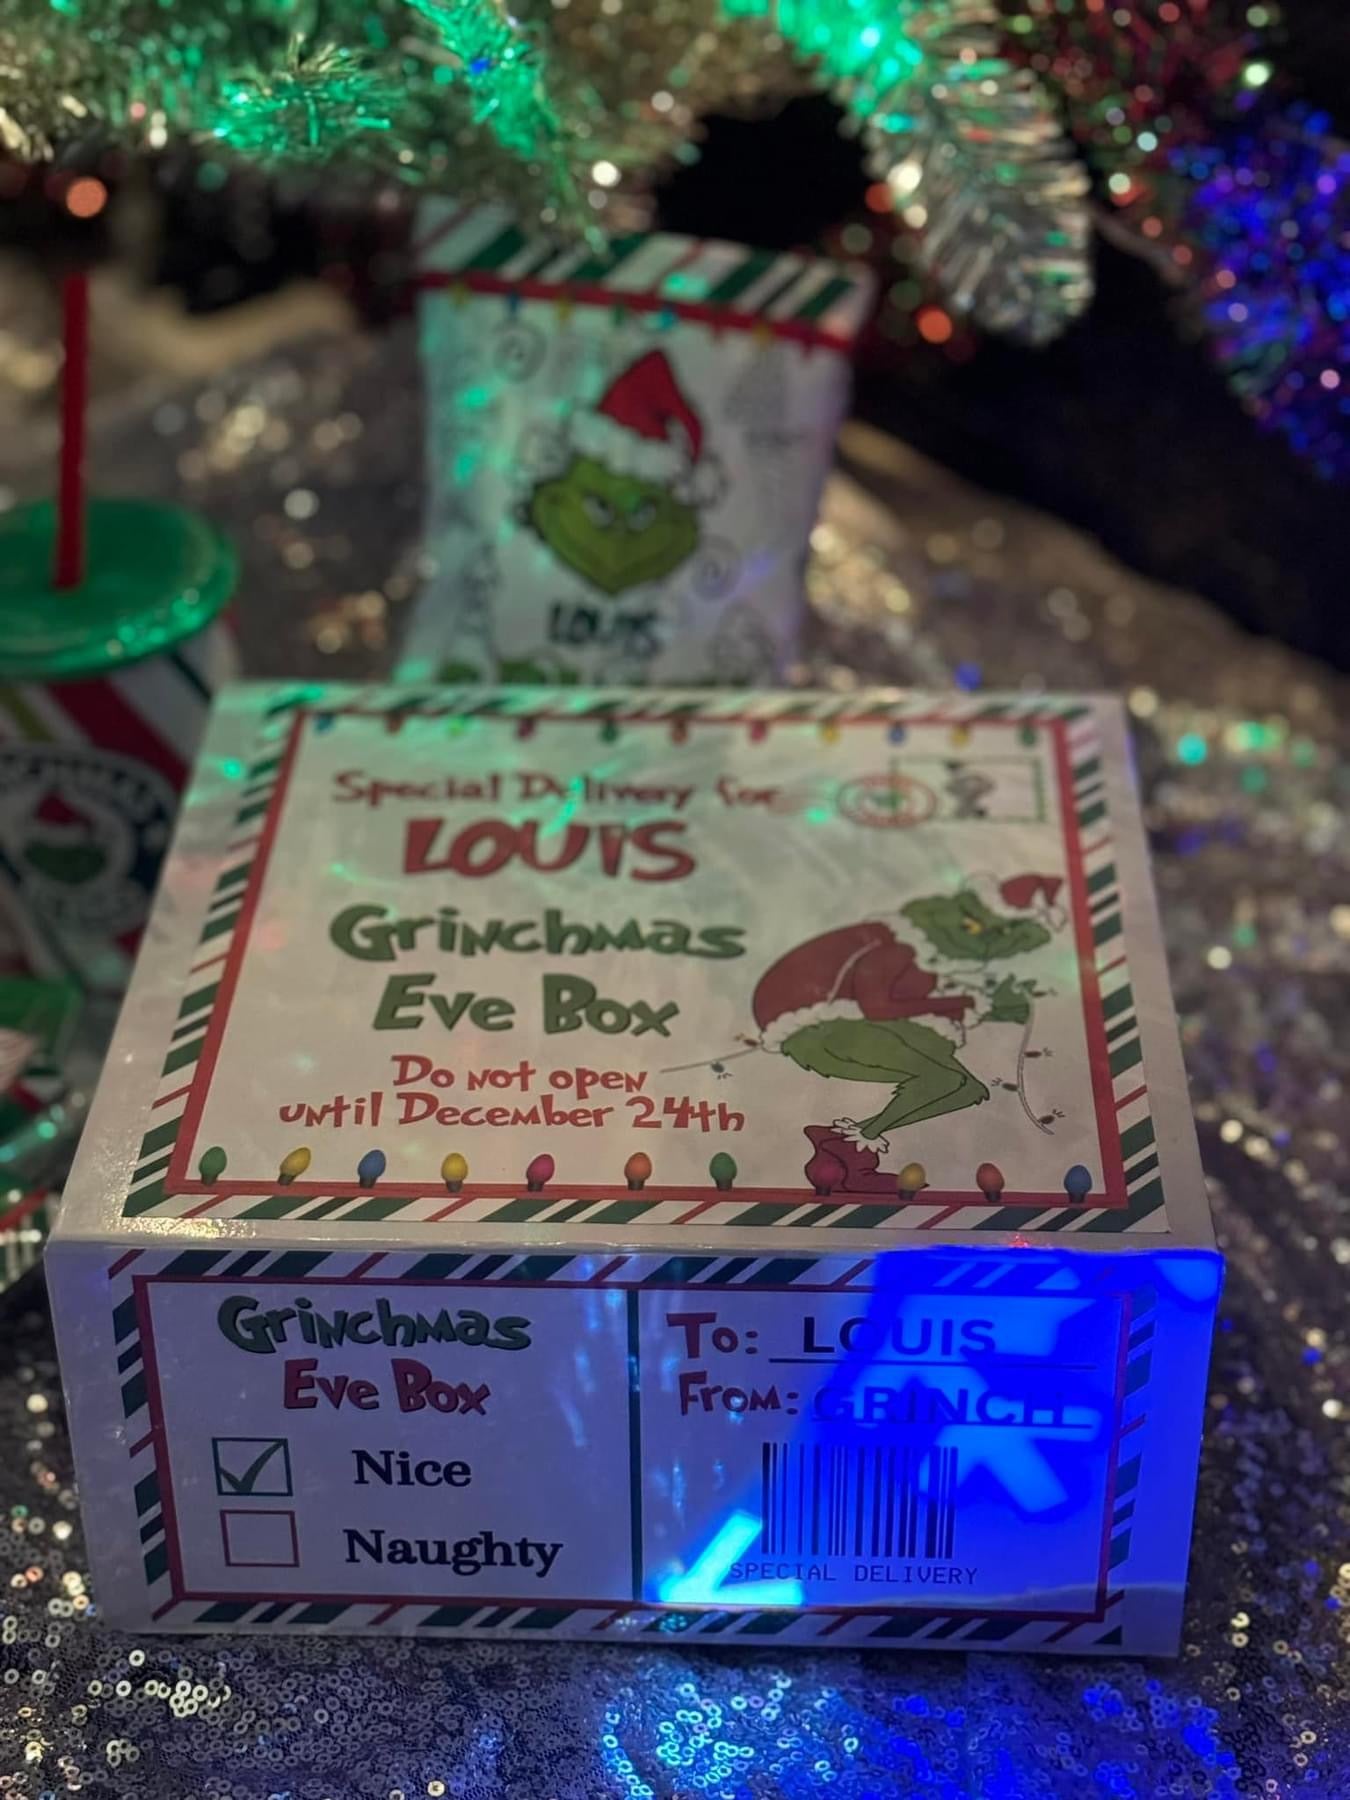 LOUIS
Special Delivery for
LOUIS
Grinchmas
Eve Box
Do not open
until December 24th
Grinchmas
Eve Box
Nice
Naughty
To: LOUIS
From: GRINCH
SPECIAL DELIVERY